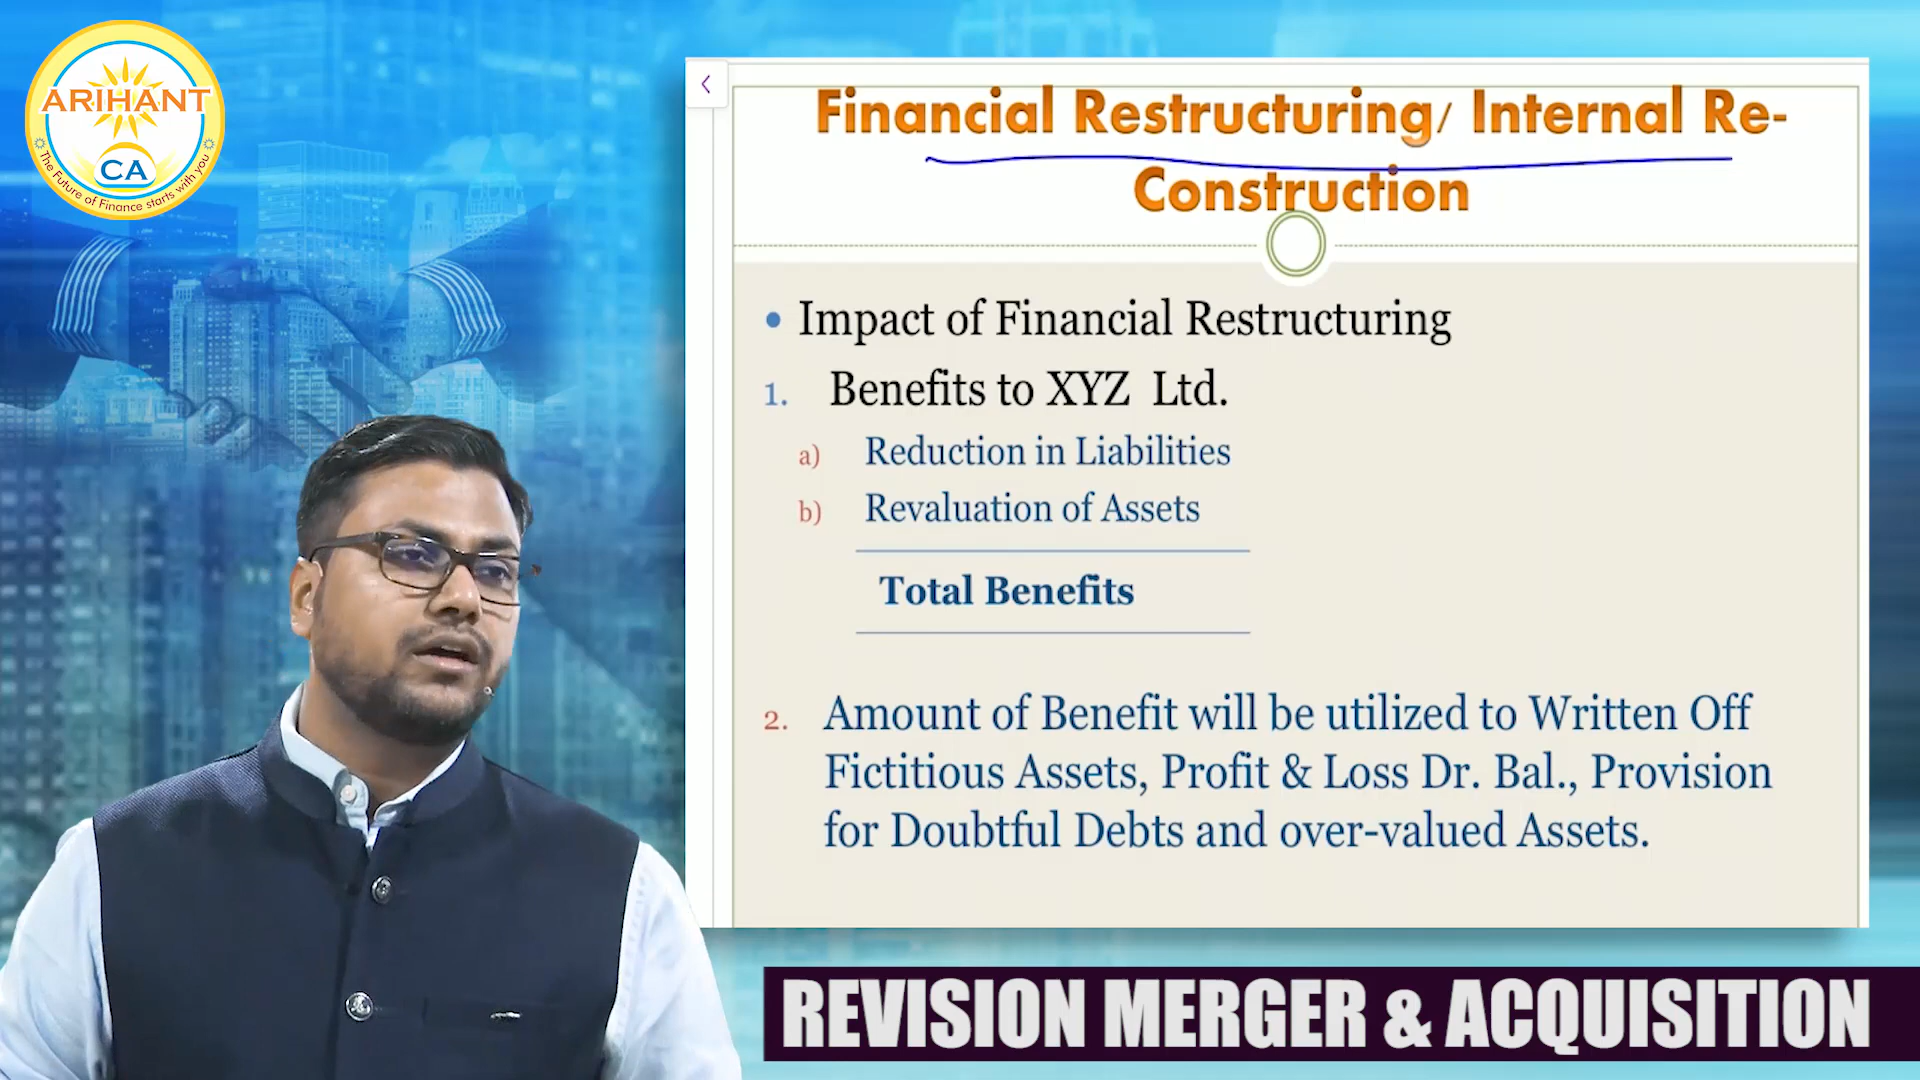 ARIHANT
CA
The Future of Finance starts with you
Financial Restructuring/ Internal Re-
Construction
• Impact of Financial Restructuring
1. Benefits to XYZ Ltd.
a) Reduction in Liabilities
b) Revaluation of Assets
Total Benefits
2. Amount of Benefit will be utilized to Written Off
Fictitious Assets, Profit & Loss Dr. Bal., Provision
for Doubtful Debts and over-valued Assets.
REVISION MERGER & ACQUISITION